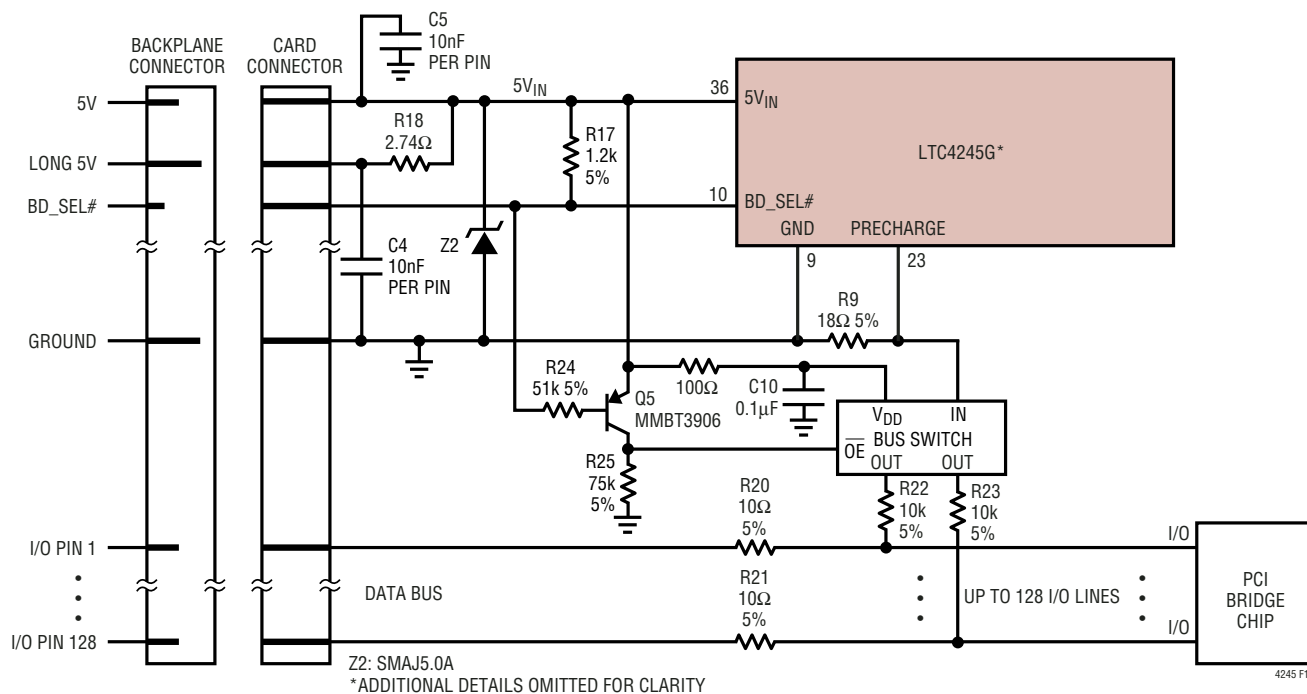 BACKPLANE
CONNECTOR
CARD
CONNECTOR
C5
10nF
PER PIN
5V
5VIN
36
5VIN
LTC4245G*
R18
2.74Ω
R17
1.2k
5%
LONG 5V
BD_SEL#
10
BD_SEL#
GND
PRECHARGE
9
23
Z2
C4
10nF
PER PIN
R9
18Ω 5%
GROUND
R24
51k 5%
Q5
MMBT3906
100Ω
C10
0.1µF
VDD
IN
BUS SWITCH
OE
OUT
OUT
R25
75k
5%
R22
10k
5%
R23
10k
5%
R20
10Ω
5%
I/O PIN 1
I/O
DATA BUS
R21
10Ω
5%
UP TO 128 I/O LINES
PCI
BRIDGE
CHIP
I/O PIN 128
I/O
Z2: SMAJ5.0A
*ADDITIONAL DETAILS OMITTED FOR CLARITY